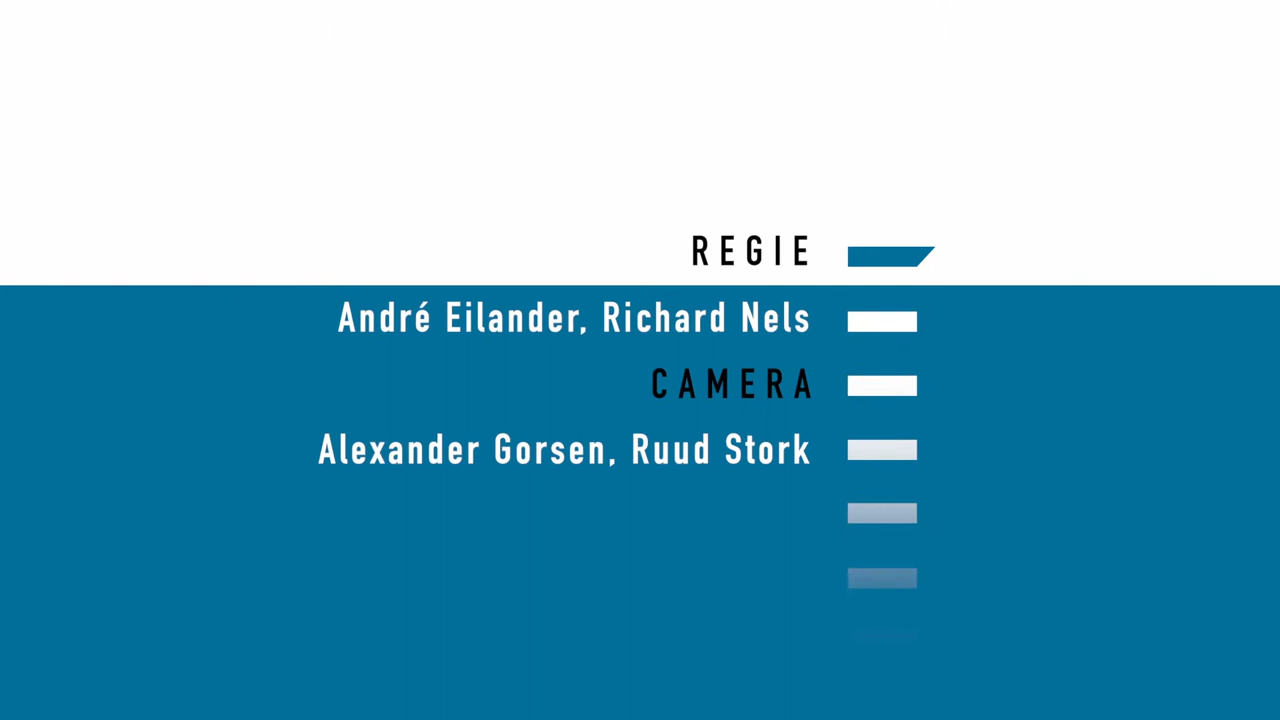 REGIE
André Eilander, Richard Nels
CAMERA
Alexander Gorsen, Ruud Stork